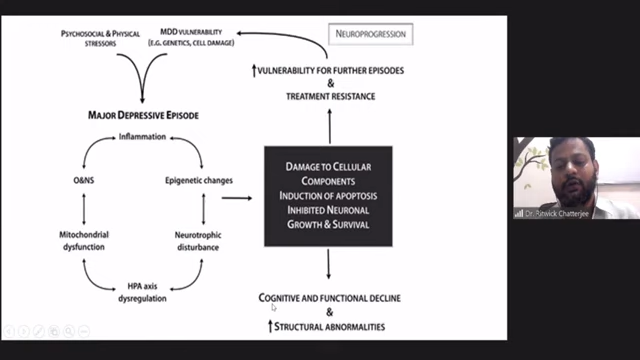 PSYCHOSOCIAL & PHYSICAL
STRESSORS
MDD VULNERABILITY
(E.G. GENETICS, CELL DAMAGE)
NEUROPROGRESSION
↑ VULNERABILITY FOR FURTHER EPISODES
&
TREATMENT RESISTANCE
MAJOR DEPRESSIVE EPISODE
Inflammation
O&NS
Epigenetic changes
Mitochondrial
dysfunction
Neurotrophic
disturbance
HPA axis
dysregulation
DAMAGE TO CELLULAR
COMPONENTS
INDUCTION OF APOPTOSIS
INHIBITED NEURONAL
GROWTH & SURVIVAL
COGNITIVE AND FUNCTIONAL DECLINE
&
↑ STRUCTURAL ABNORMALITIES
Dr. Ritwick Chatterjee